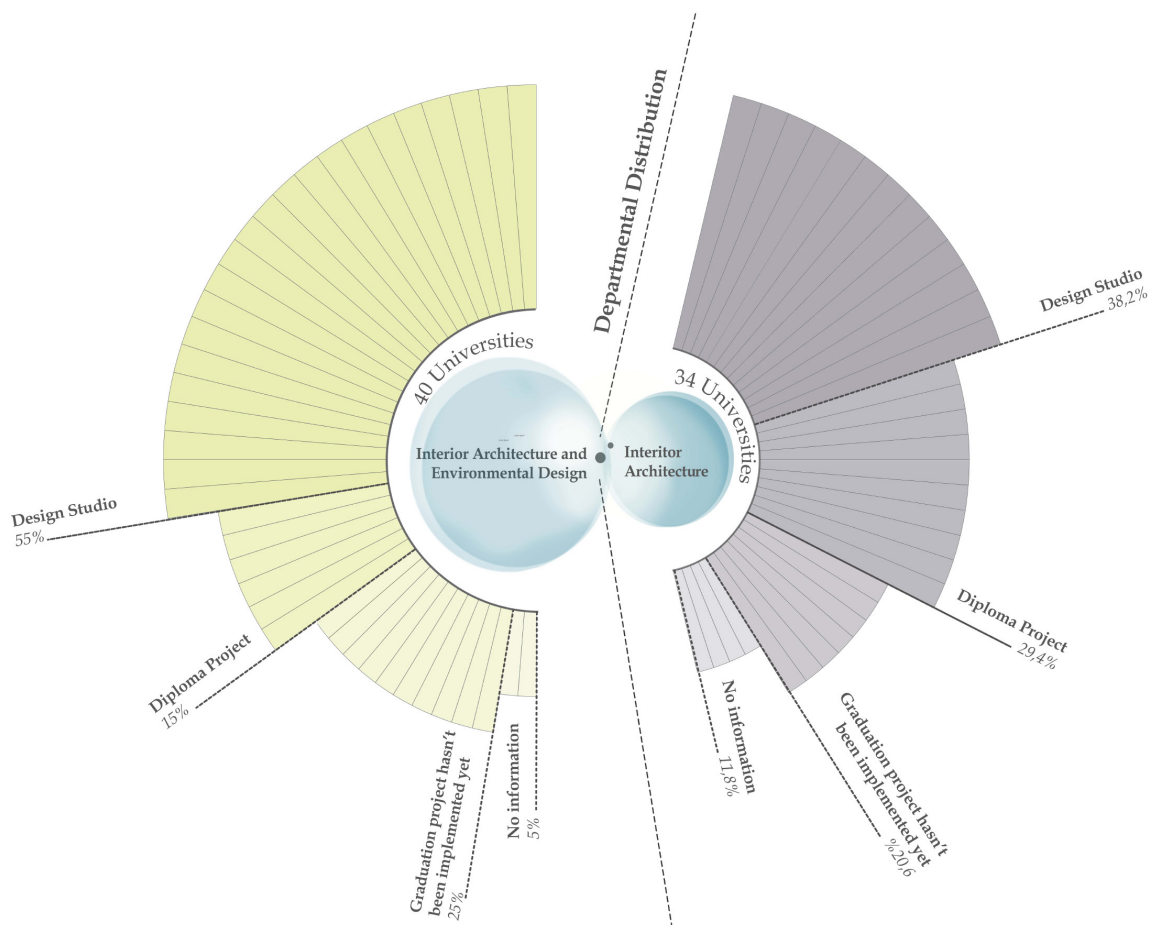 Departmental Distribution
40 Universities
Interior Architecture and
Environmental Design
Design Studio
55%
Diploma Project
15%
Graduation project hasn't
been implemented yet
25%
No information
5%
34 Universities
Interitor
Architecture
Design Studio
38,2%
Diploma Project
29,4%
Graduation project hasn't
been implemented yet
%20,6
No information
11,8%